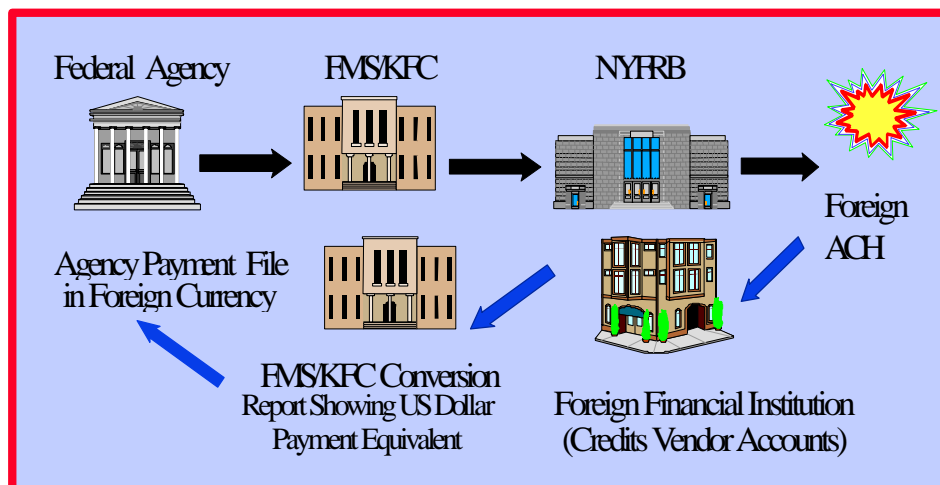 Federal Agency
FMS/KFC
NYFRB
Foreign
ACH
Agency Payment File
in Foreign Currency
FMS/KFC Conversion
Report Showing US Dollar
Payment Equivalent
Foreign Financial Institution
(Credits Vendor Accounts)